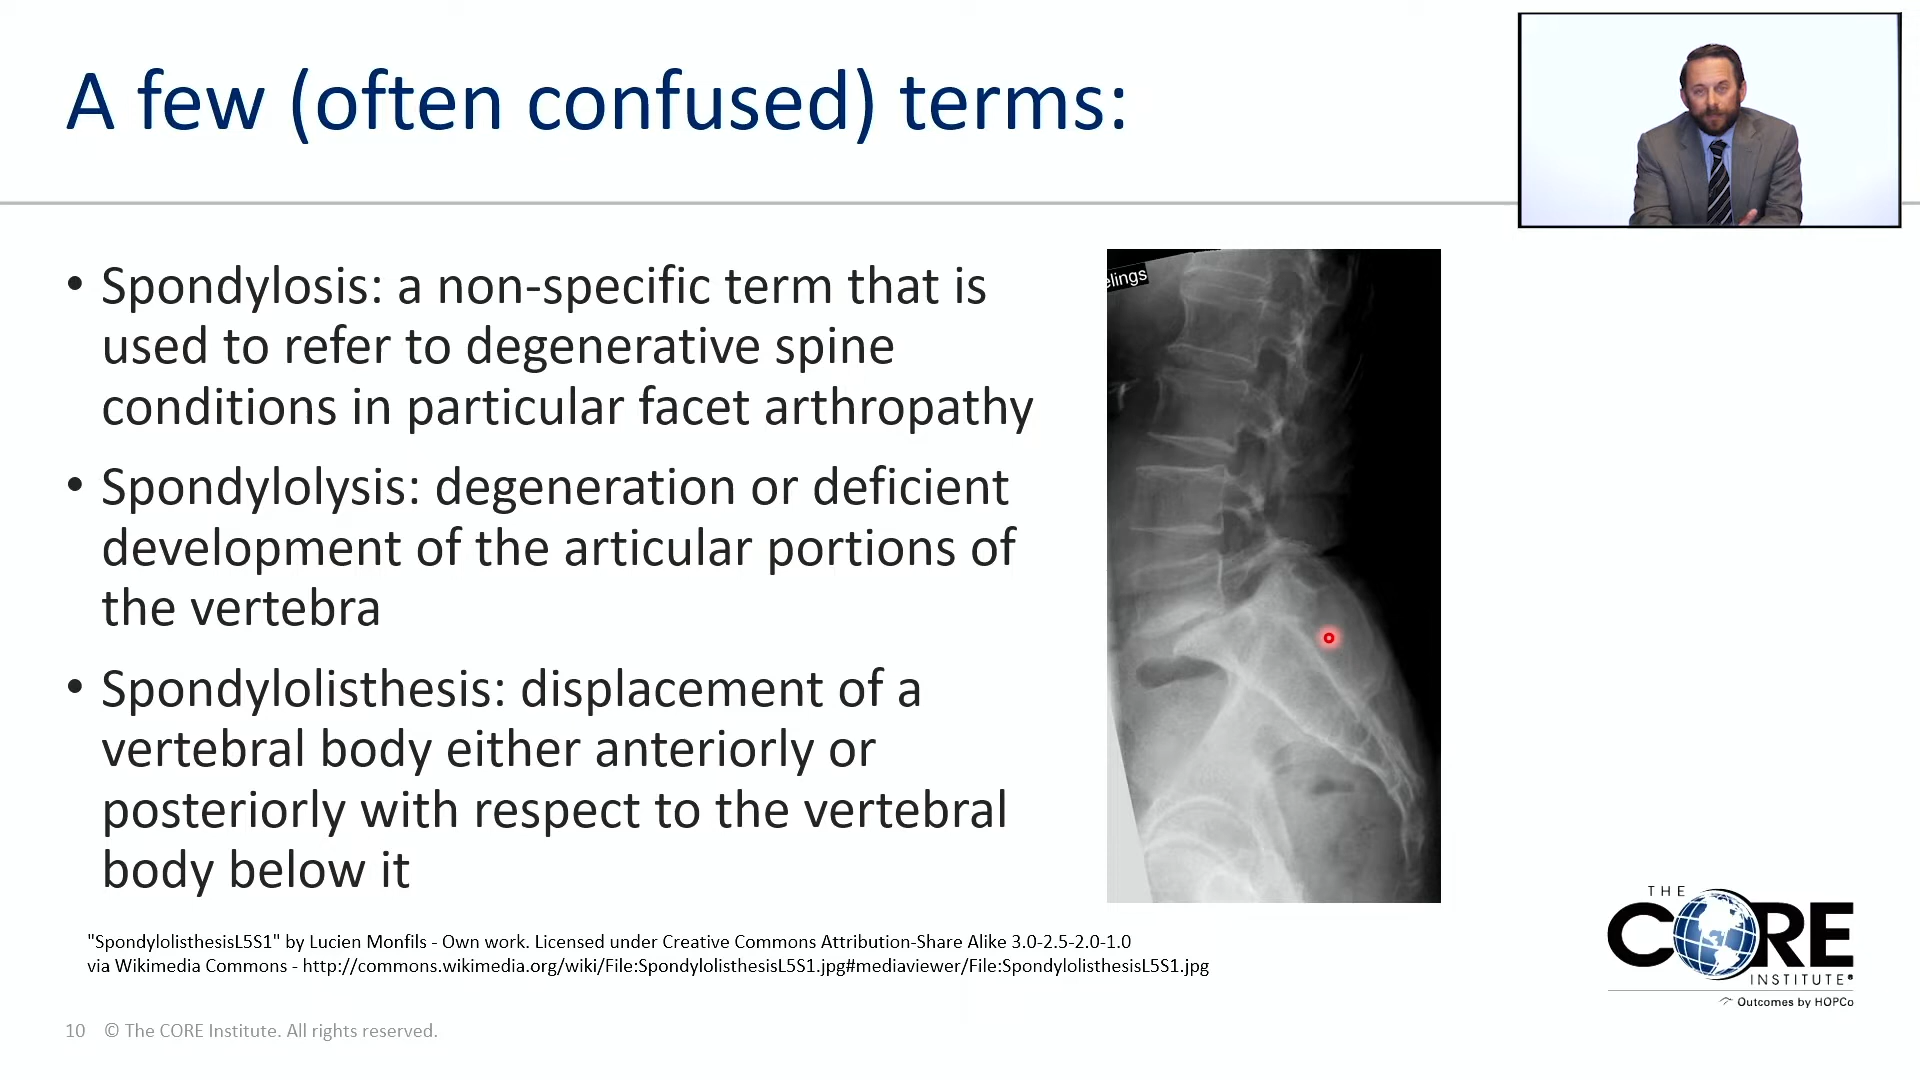 A few (often confused) terms:
• Spondylosis: a non-specific term that is
used to refer to degenerative spine
conditions in particular facet arthropathy
• Spondylolysis: degeneration or deficient
development of the articular portions of
the vertebra
• Spondylolisthesis: displacement of a
vertebral body either anteriorly or
posteriorly with respect to the vertebral
body below it
elings
"SpondylolisthesisL5S1" by Lucien Monfils - Own work. Licensed under Creative Commons Attribution-Share Alike 3.0-2.5-2.0-1.0
via Wikimedia Commons - http://commons.wikimedia.org/wiki/File:SpondylolisthesisL5S1.jpg#mediaviewer/File:SpondylolisthesisL5S1.jpg
THE
CORE
INSTITUTE®
Outcomes by HOPCo
10 © The CORE Institute. All rights reserved.